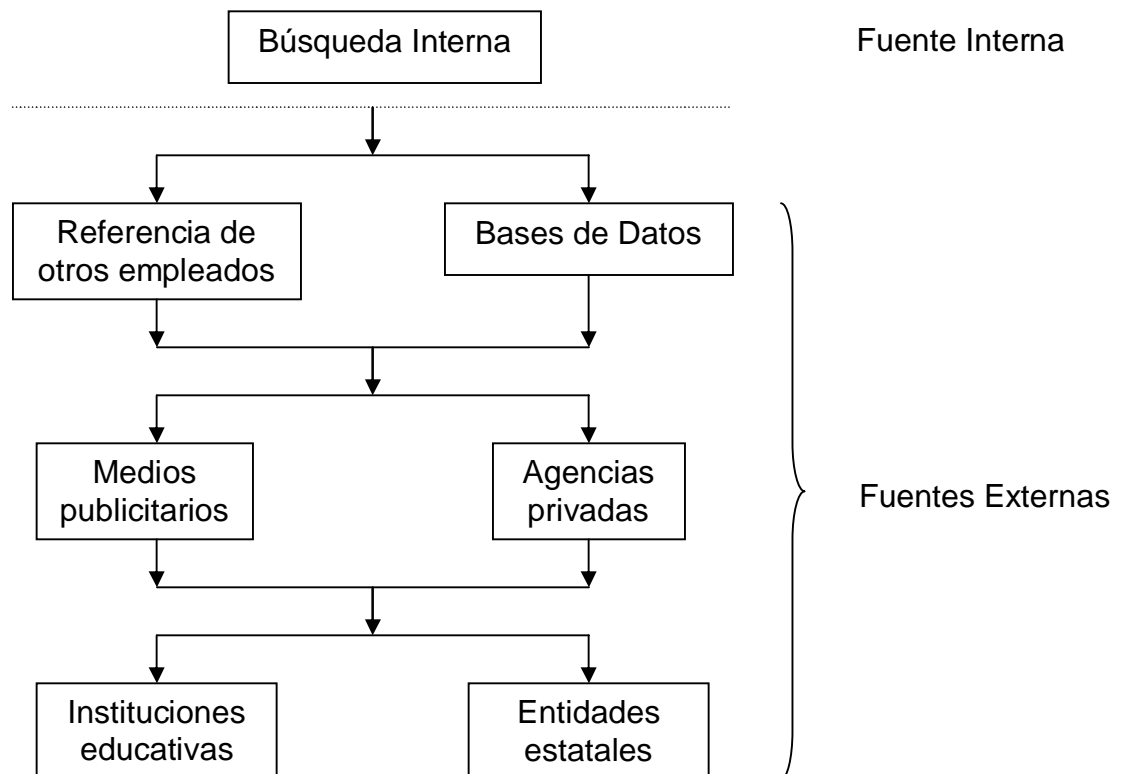 Búsqueda Interna
Fuente Interna
Referencia de
otros empleados
Bases de Datos
Medios
publicitarios
Agencias
privadas
Fuentes Externas
Instituciones
educativas
Entidades
estatales